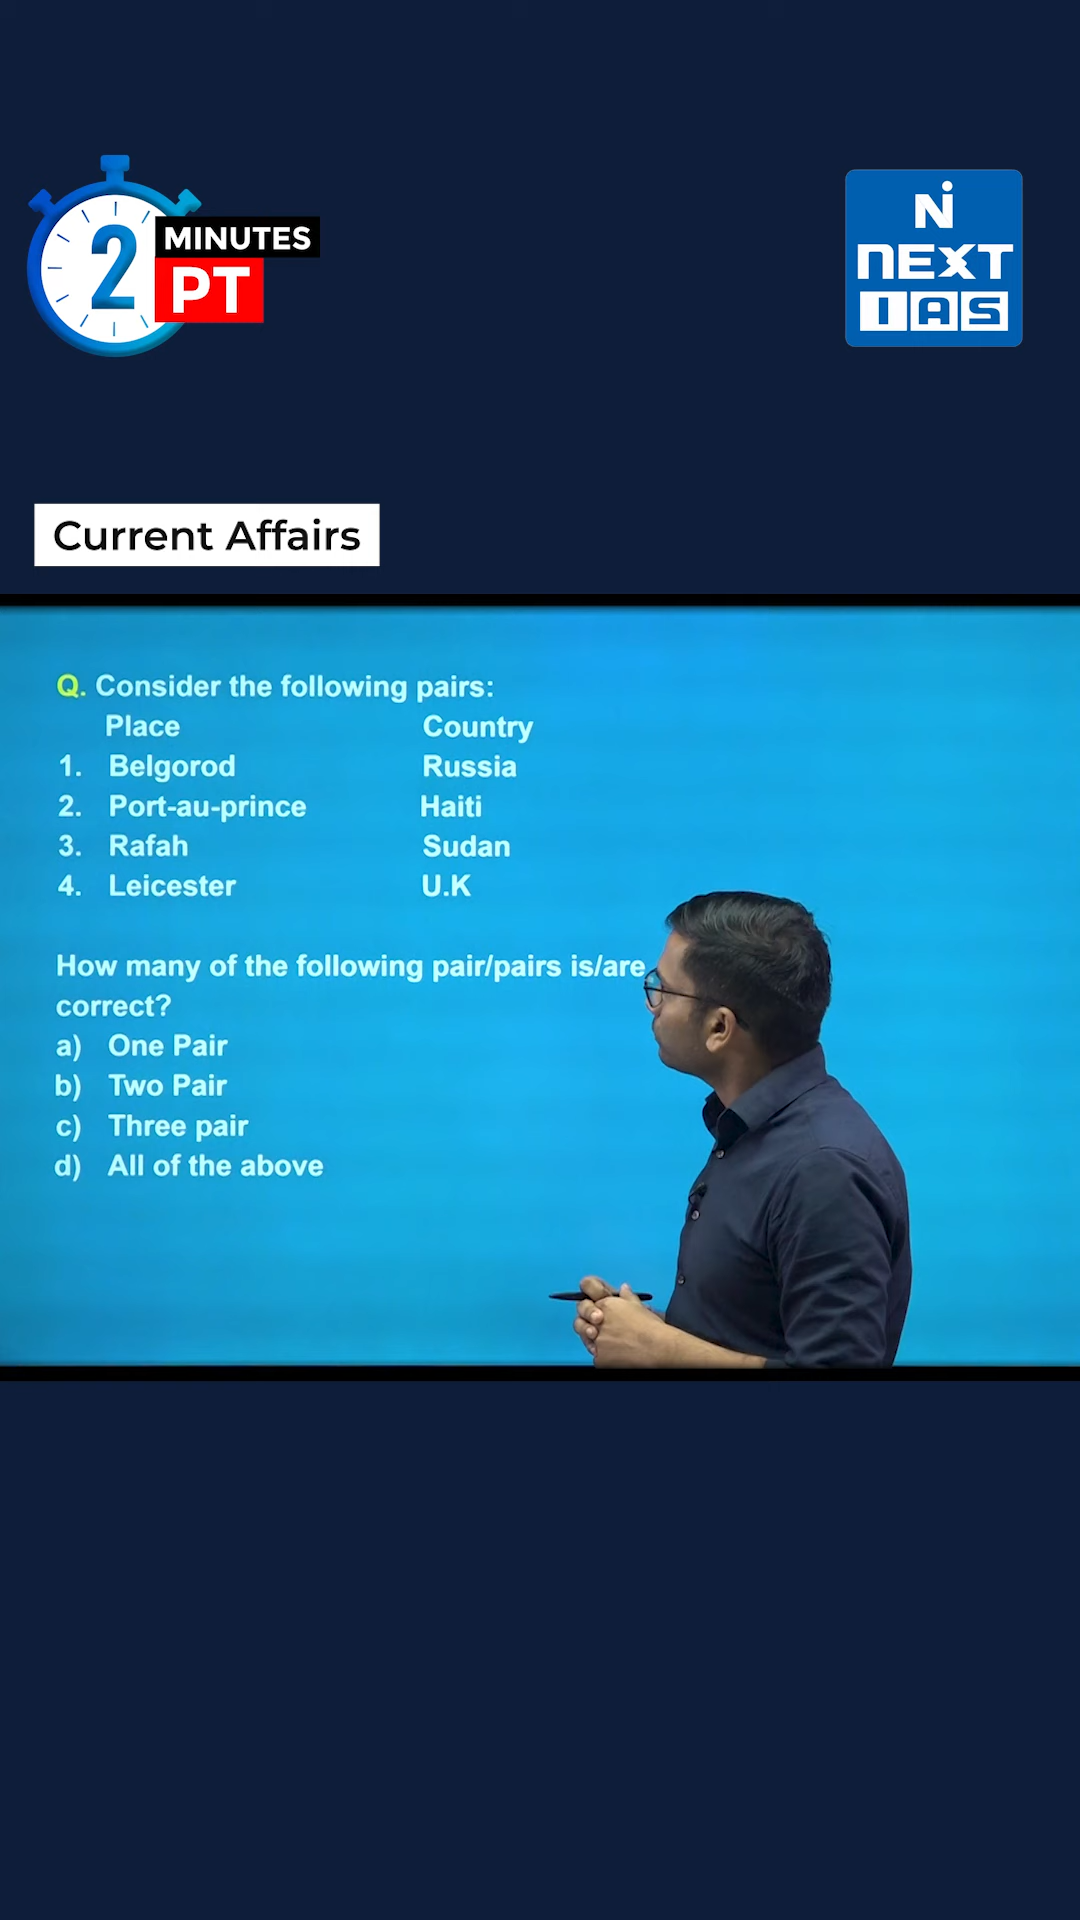 2
MINUTES
PT
Ni
NEXT
IAS
Current Affairs
Q. Consider the following pairs:
Place Country
1. Belgorod Russia
2. Port-au-prince Haiti
3. Rafah Sudan
4. Leicester U.K
How many of the following pair/pairs is/are
correct?
a) One Pair
b) Two Pair
c) Three pair
d) All of the above